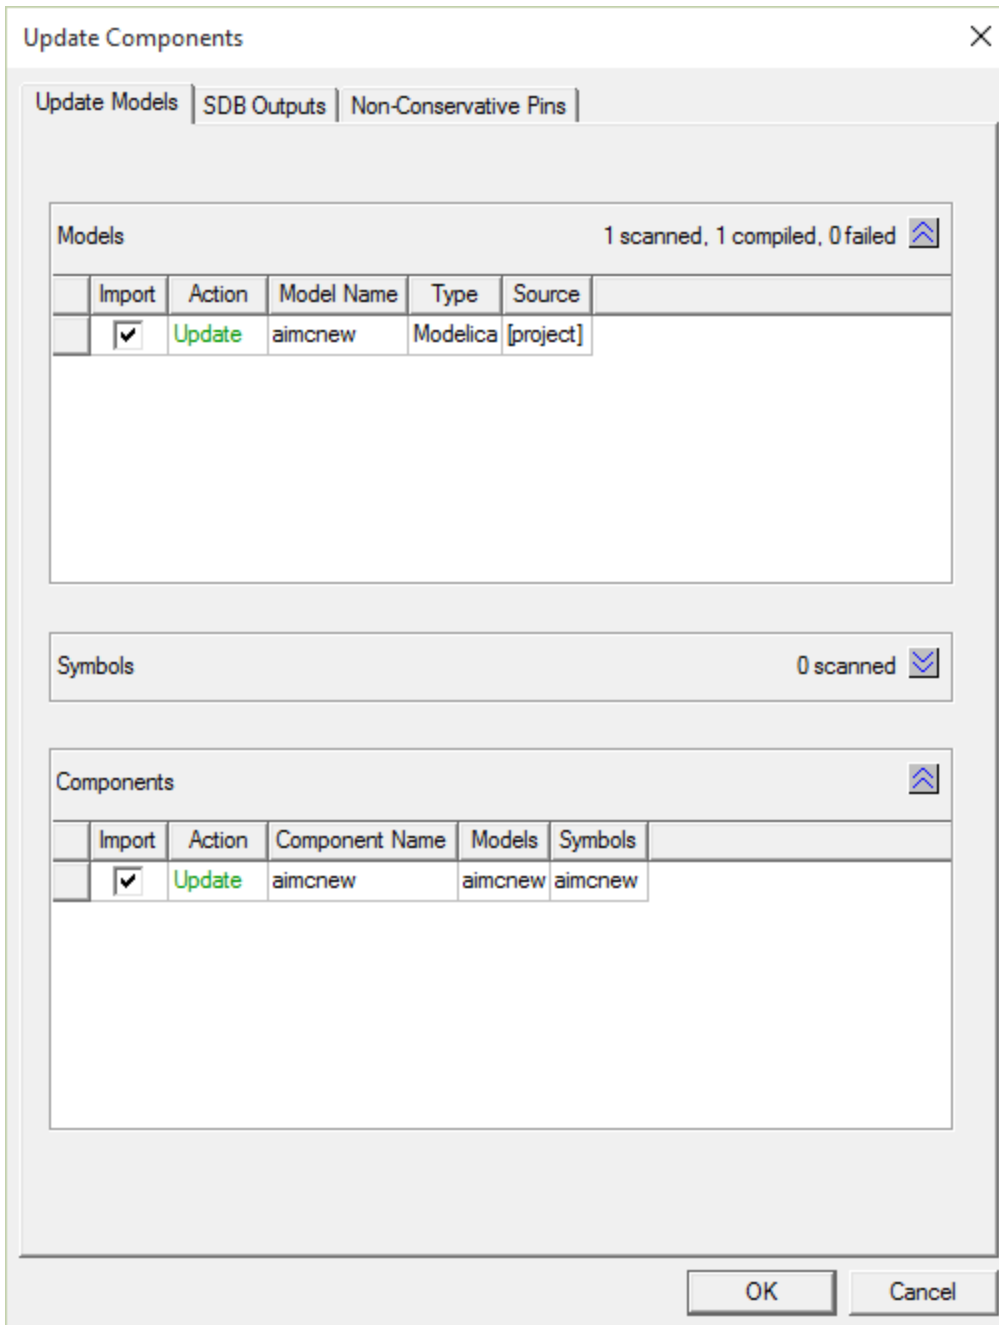 Update Components
Update Models SDB Outputs Non-Conservative Pins
Models 1 scanned, 1 compiled, 0 failed
Import Action Model Name Type Source
Update aimcnew Modelica [project]
Symbols 0 scanned
Components
Import Action Component Name Models Symbols
Update aimcnew aimcnew aimcnew
OK Cancel